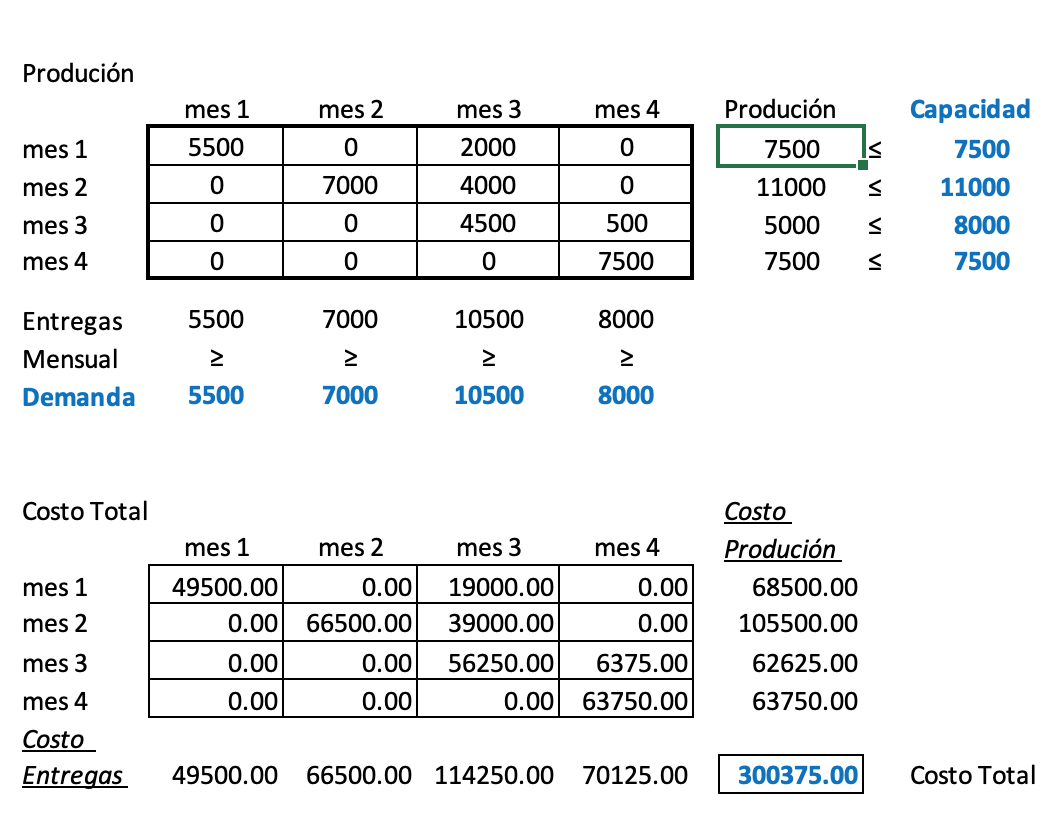 Produción
mes 1 mes 2 mes 3 mes 4 Produción Capacidad
mes 1 5500 0 2000 0 7500 ≤ 7500
mes 2 0 7000 4000 0 11000 ≤ 11000
mes 3 0 0 4500 500 5000 ≤ 8000
mes 4 0 0 0 7500 7500 ≤ 7500
Entregas 5500 7000 10500 8000
Mensual ≥ ≥ ≥ ≥
Demanda 5500 7000 10500 8000
Costo Total Costo
mes 1 mes 2 mes 3 mes 4 Produción
mes 1 49500.00 0.00 19000.00 0.00 68500.00
mes 2 0.00 66500.00 39000.00 0.00 105500.00
mes 3 0.00 0.00 56250.00 6375.00 62625.00
mes 4 0.00 0.00 0.00 63750.00 63750.00
Costo
Entregas 49500.00 66500.00 114250.00 70125.00 300375.00 Costo Total